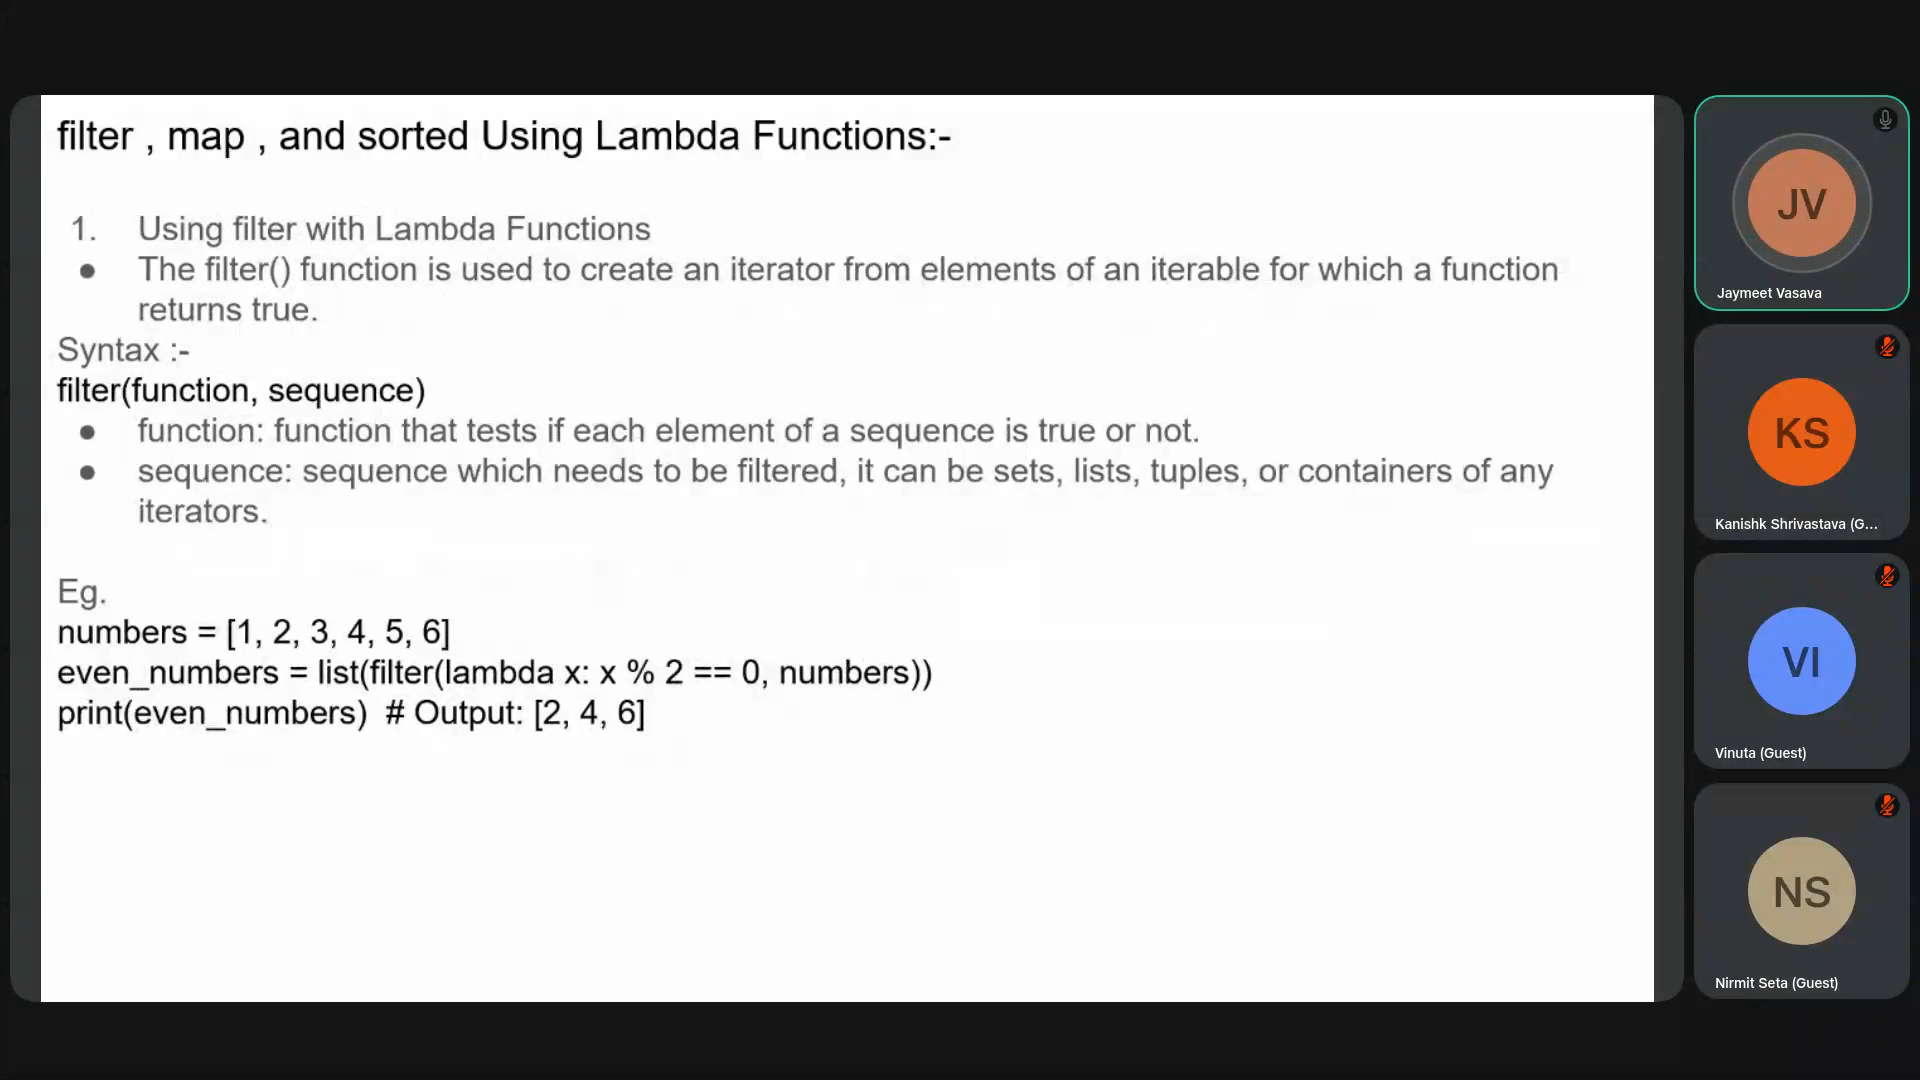 filter , map , and sorted Using Lambda Functions:-
1. Using filter with Lambda Functions
● The filter() function is used to create an iterator from elements of an iterable for which a function
returns true.
Syntax :-
filter(function, sequence)
● function: function that tests if each element of a sequence is true or not.
● sequence: sequence which needs to be filtered, it can be sets, lists, tuples, or containers of any
iterators.
Eg.
numbers = [1, 2, 3, 4, 5, 6]
even_numbers = list(filter(lambda x: x % 2 == 0, numbers))
print(even_numbers)  # Output: [2, 4, 6]
JV
Jaymeet Vasava
KS
Kanishk Shrivastava (G...
VI
Vinuta (Guest)
NS
Nirmit Seta (Guest)